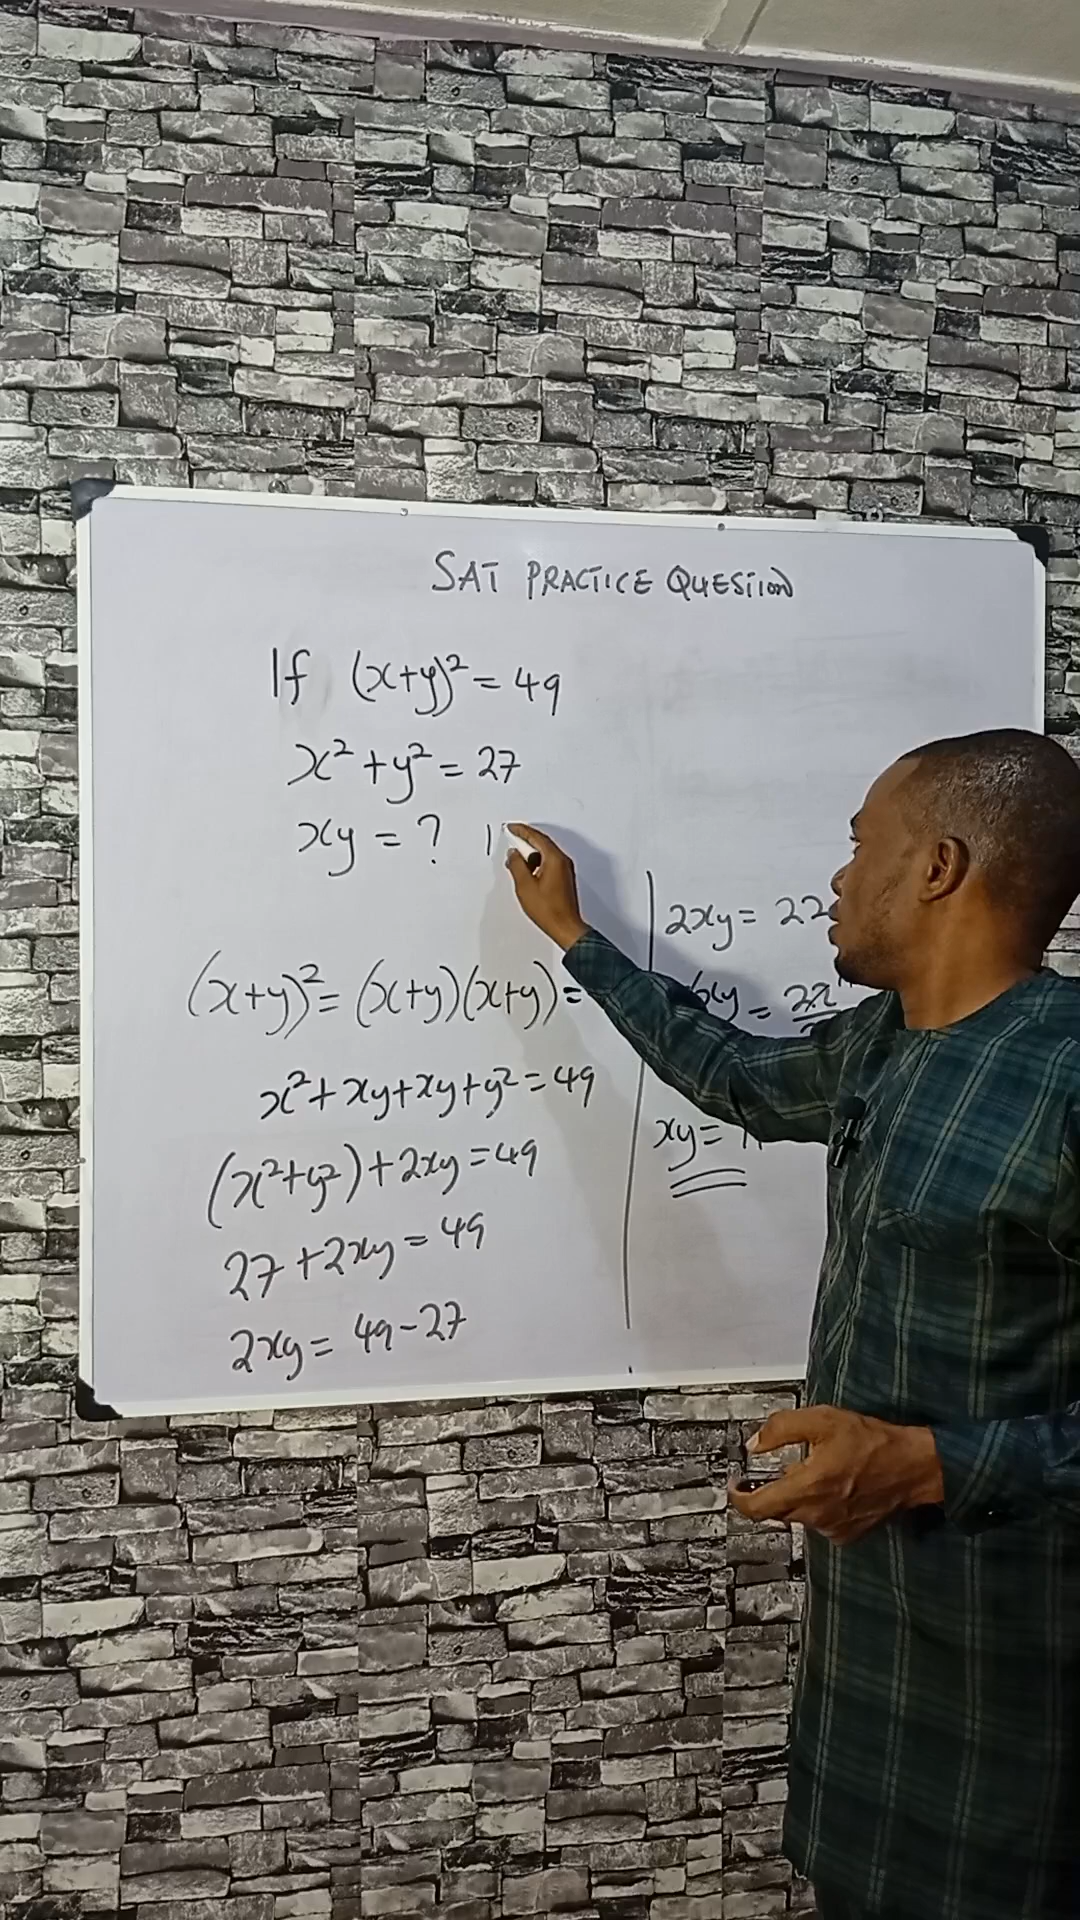 SAT PRACTICE QUESTION
If (x+y)² = 49
x² + y² = 27
xy = ? 1
(x+y)² = (x+y)(x+y) =
x² + xy + xy + y² = 49
(x² + y²) + 2xy = 49
27 + 2xy = 49
2xy = 49 - 27
2xy = 22
xy =
xy =